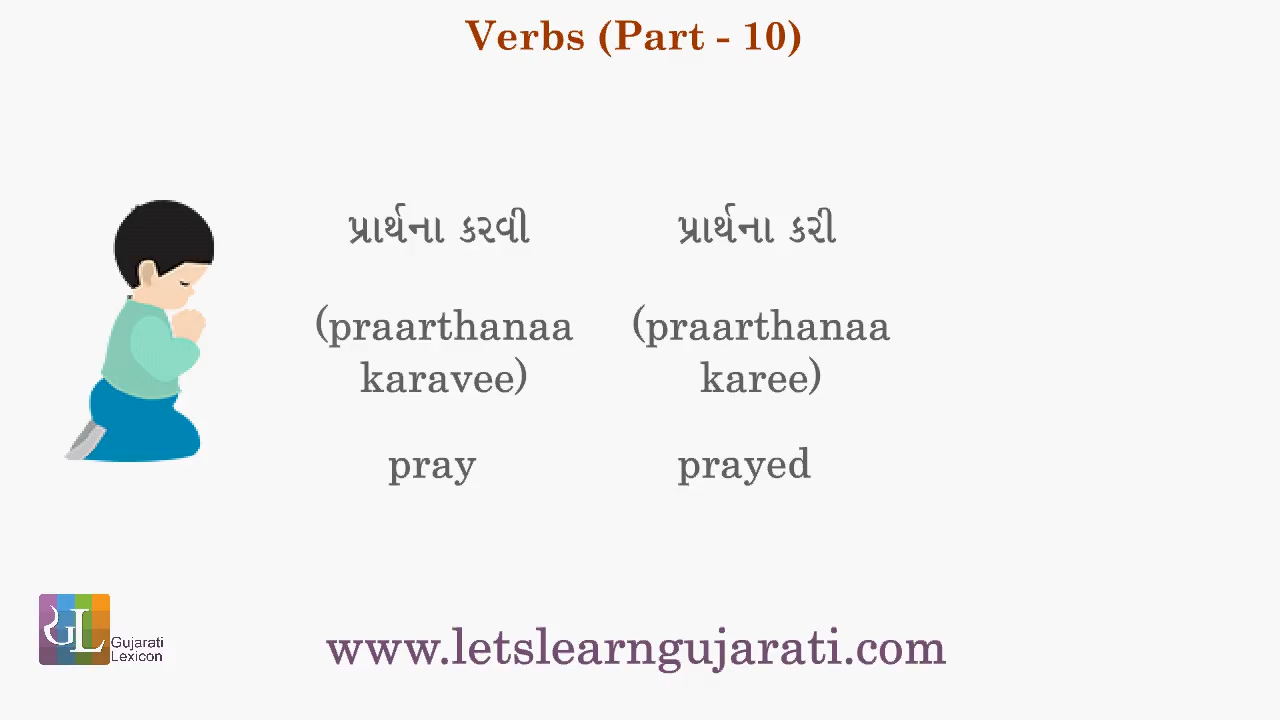 Verbs (Part - 10)
પ્રાર્થના કરવી
પ્રાર્થના કરી
(praarthanaa
karavee)
(praarthanaa
karee)
pray
prayed
GL
Gujarati
Lexicon
www.letslearngujarati.com